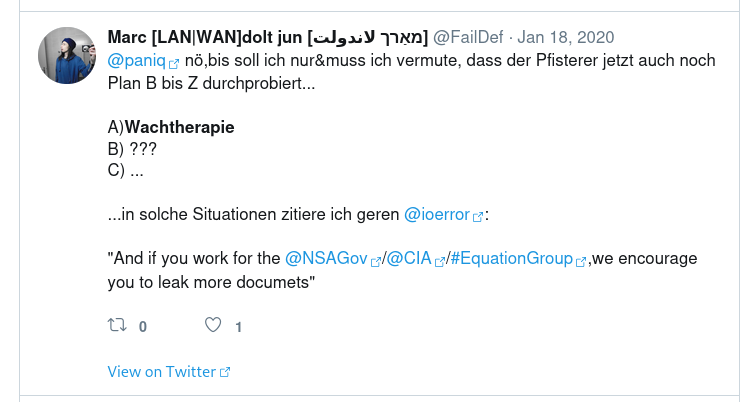 Marc [LAN|WAN]dolt jun [מאַרך لاندولت] @FailDef · Jan 18, 2020
@paniq nö,bis soll ich nur&muss ich vermute, dass der Pfisterer jetzt auch noch
Plan B bis Z durchprobiert...
A)Wachtherapie
B) ???
C) ...
...in solche Situationen zitiere ich geren @ioerror:
"And if you work for the @NSAGov/@CIA/#EquationGroup,we encourage
you to leak more documets"
0 1
View on Twitter